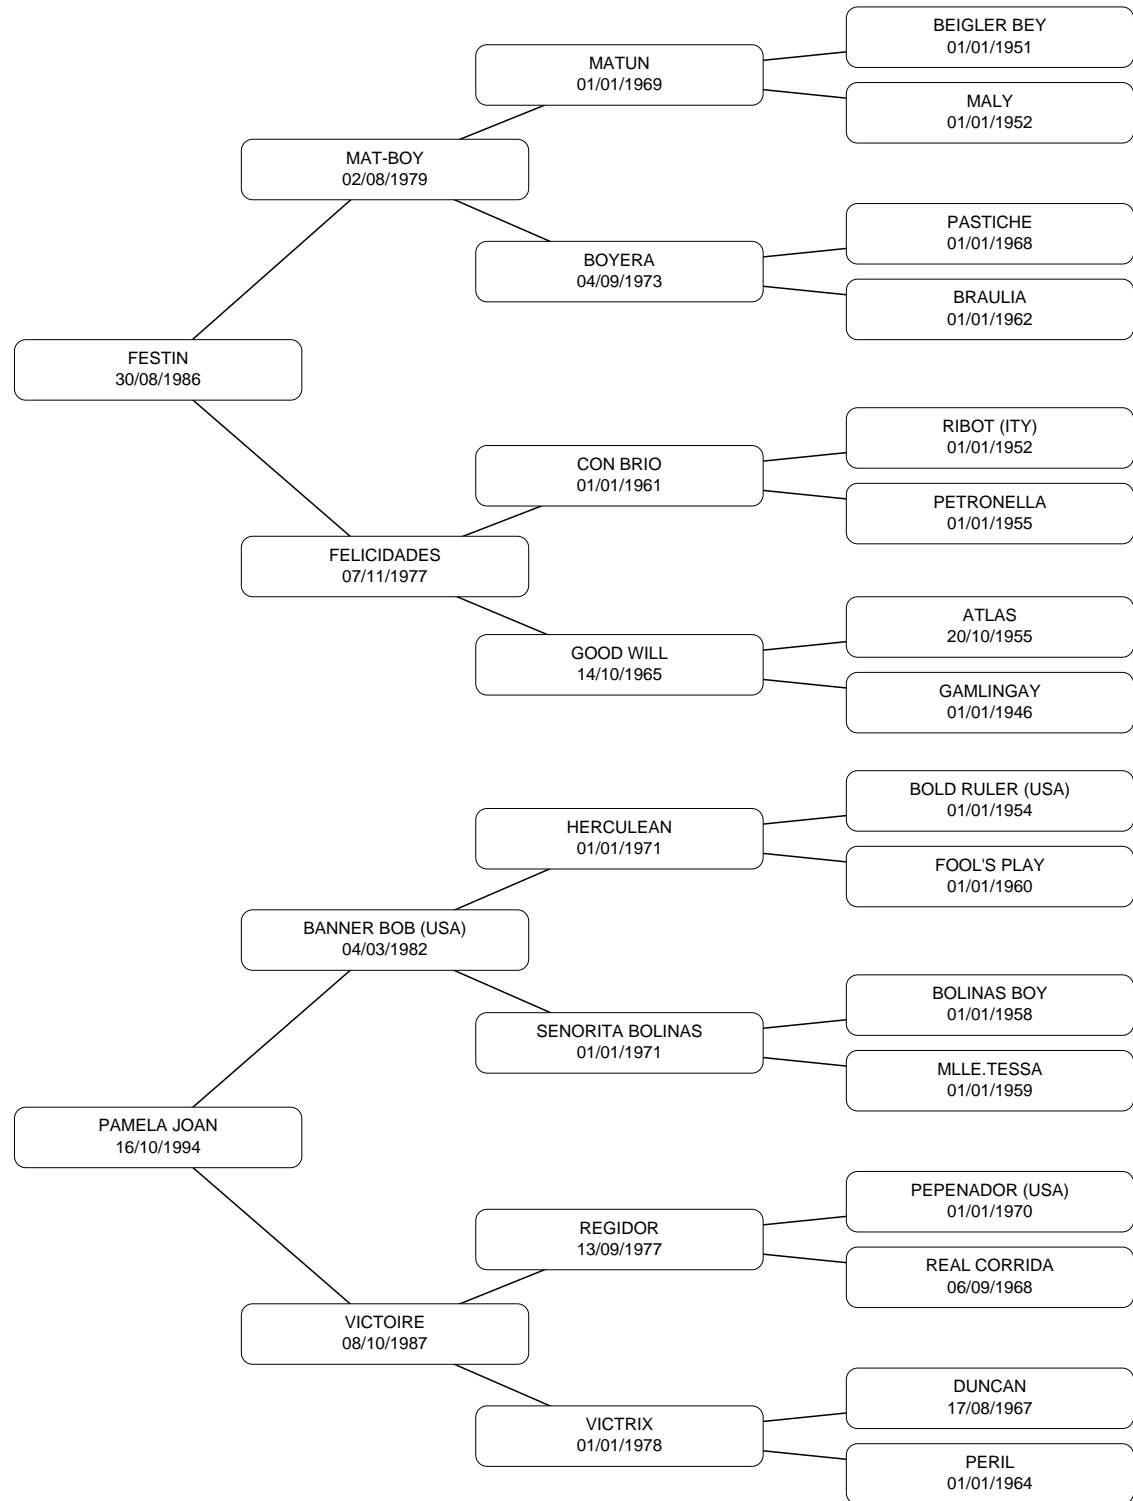 BEIGLER BEY
01/01/1951
MATUN
01/01/1969
MALY
01/01/1952
MAT-BOY
02/08/1979
PASTICHE
01/01/1968
BOYERA
04/09/1973
BRAULIA
01/01/1962
FESTIN
30/08/1986
RIBOT (ITY)
01/01/1952
CON BRIO
01/01/1961
PETRONELLA
01/01/1955
FELICIDADES
07/11/1977
ATLAS
20/10/1955
GOOD WILL
14/10/1965
GAMLINGAY
01/01/1946
BOLD RULER (USA)
01/01/1954
HERCULEAN
01/01/1971
FOOL'S PLAY
01/01/1960
BANNER BOB (USA)
04/03/1982
BOLINAS BOY
01/01/1958
SENORITA BOLINAS
01/01/1971
MLLE.TESSA
01/01/1959
PAMELA JOAN
16/10/1994
PEPENADOR (USA)
01/01/1970
REGIDOR
13/09/1977
REAL CORRIDA
06/09/1968
VICTOIRE
08/10/1987
DUNCAN
17/08/1967
VICTRIX
01/01/1978
PERIL
01/01/1964